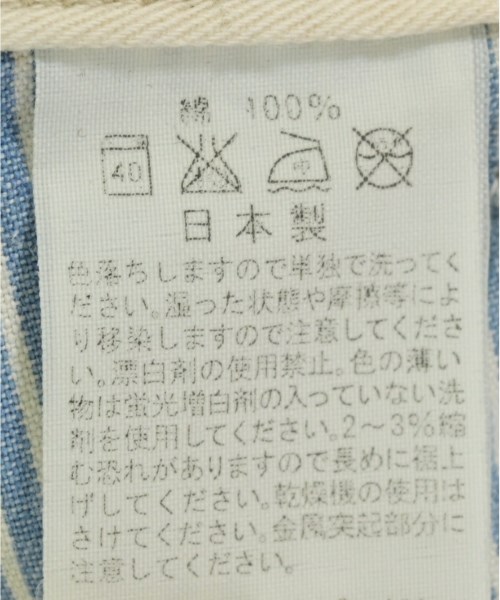 綿 100%
40 中
日本製
色落ちしますので単独で洗ってく
ださい。湿った状態や摩擦等によ
り移染しますので注意してくださ
い。漂白剤の使用禁止。色の薄い
物は蛍光増白剤の入っていない洗
剤を使用してください。2～3%縮
む恐れがありますので長めに裾上
げしてください。乾燥機の使用は
さけてください。金属突起部分に
注意してください。